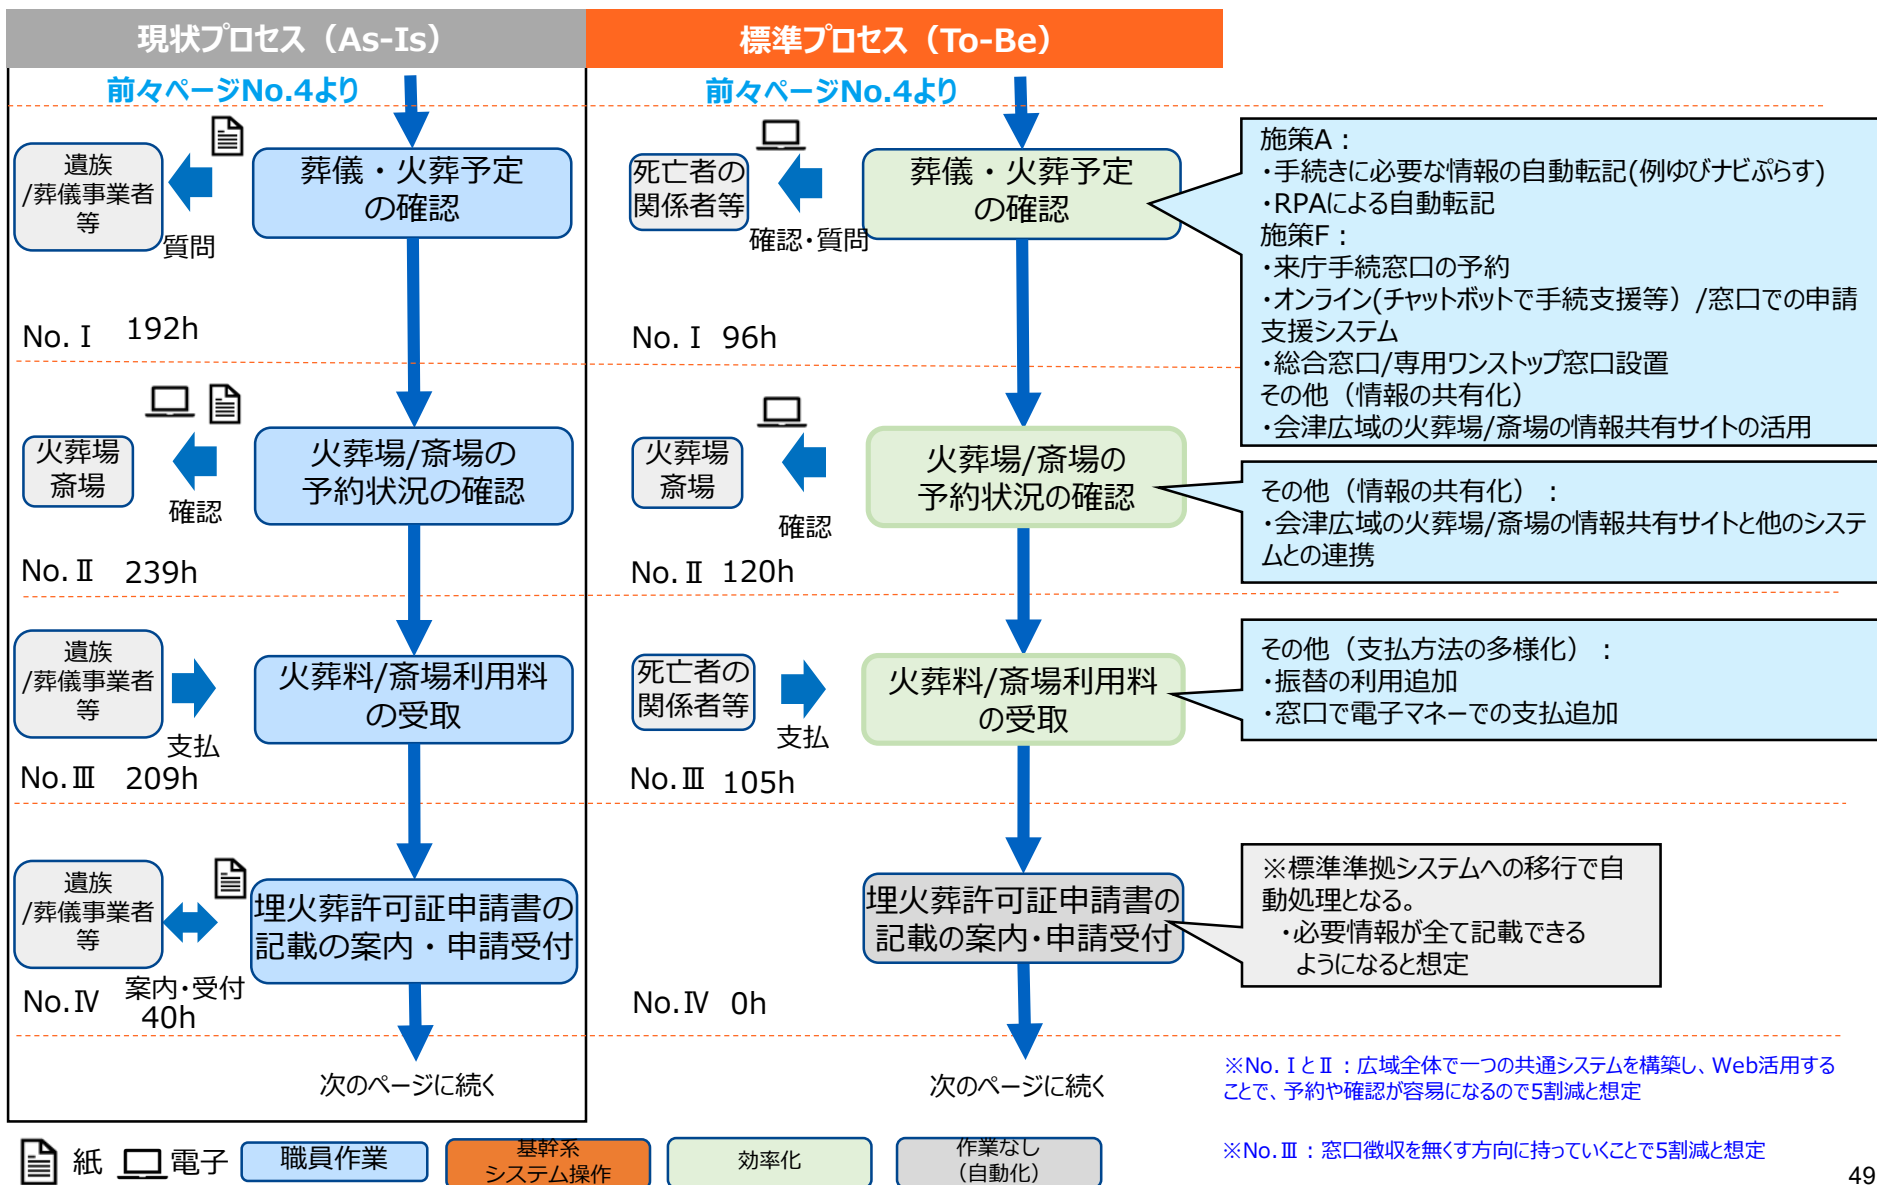 現状プロセス（As-Is）
標準プロセス（To-Be）
前々ページNo.4より
前々ページNo.4より
遺族
/葬儀事業者
等
質問
葬儀・火葬予定
の確認
No.Ⅰ 192h
死亡者の
関係者等
確認・質問
葬儀・火葬予定
の確認
No.Ⅰ 96h
施策A：
・手続きに必要な情報の自動転記(例ゆびナビぷらす)
・RPAによる自動転記
施策F：
・来庁手続窓口の予約
・オンライン(チャットボットで手続支援等）/窓口での申請
支援システム
・総合窓口/専用ワンストップ窓口設置
その他（情報の共有化）
・会津広域の火葬場/斎場の情報共有サイトの活用
火葬場
斎場
確認
火葬場/斎場の
予約状況の確認
No.Ⅱ 239h
火葬場
斎場
確認
火葬場/斎場の
予約状況の確認
No.Ⅱ 120h
その他（情報の共有化）：
・会津広域の火葬場/斎場の情報共有サイトと他のシステ
ムとの連携
遺族
/葬儀事業者
等
支払
火葬料/斎場利用料
の受取
No.Ⅲ 209h
死亡者の
関係者等
支払
火葬料/斎場利用料
の受取
No.Ⅲ 105h
その他（支払方法の多様化）：
・振替の利用追加
・窓口で電子マネーでの支払追加
遺族
/葬儀事業者
等
案内・受付
埋火葬許可証申請書の
記載の案内・申請受付
No.Ⅳ 40h
埋火葬許可証申請書の
記載の案内・申請受付
No.Ⅳ 0h
※標準準拠システムへの移行で自
動処理となる。
・必要情報が全て記載できる
ようになると想定
次のページに続く
次のページに続く
※No.ⅠとⅡ：広域全体で一つの共通システムを構築し、Web活用する
ことで、予約や確認が容易になるので5割減と想定
※No.Ⅲ：窓口徴収を無くす方向に持っていくことで5割減と想定
紙
電子
職員作業
基幹系
システム操作
効率化
作業なし
（自動化）
49